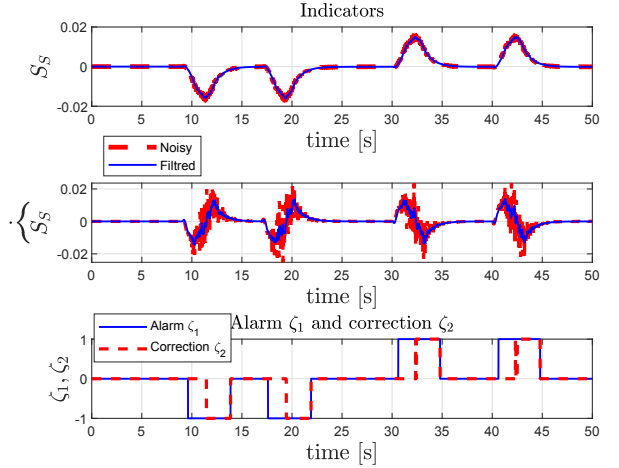 Indicators
0.02
0
-0.02
S_S
0 5 10 15 20 25 30 35 40 45 50
time [s]
Noisy
Filtred
0.02
0
-0.02
Ṡ_S
0 5 10 15 20 25 30 35 40 45 50
time [s]
Alarm ζ₁ and correction ζ₂
Alarm ζ₁
Correction ζ₂
1
0
-1
ζ₁, ζ₂
0 5 10 15 20 25 30 35 40 45 50
time [s]